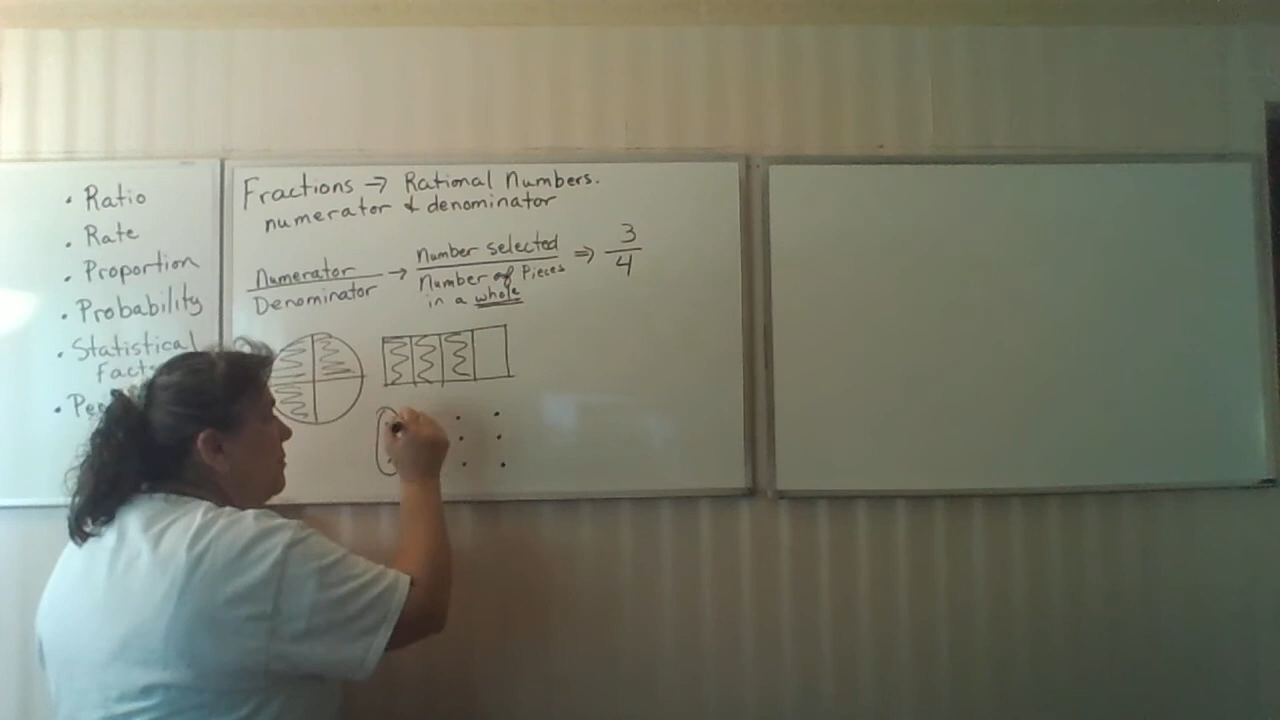 • Ratio
• Rate
• Proportion
• Probability
• Statistical
Fractions → Rational Numbers.
numerator & denominator
Numerator
Denominator
→
Number selected
Number of Pieces
in a whole
⇒
3
4